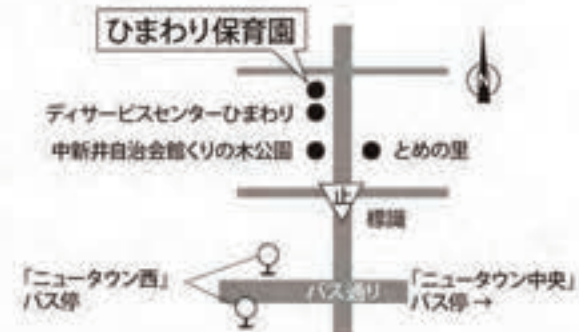 ひまわり保育園
ディサービスセンターひまわり
中新井自治会館くりの木公園
とめの里
止
標識
「ニュータウン西」
バス停
バス通り
「ニュータウン中央」
バス停→